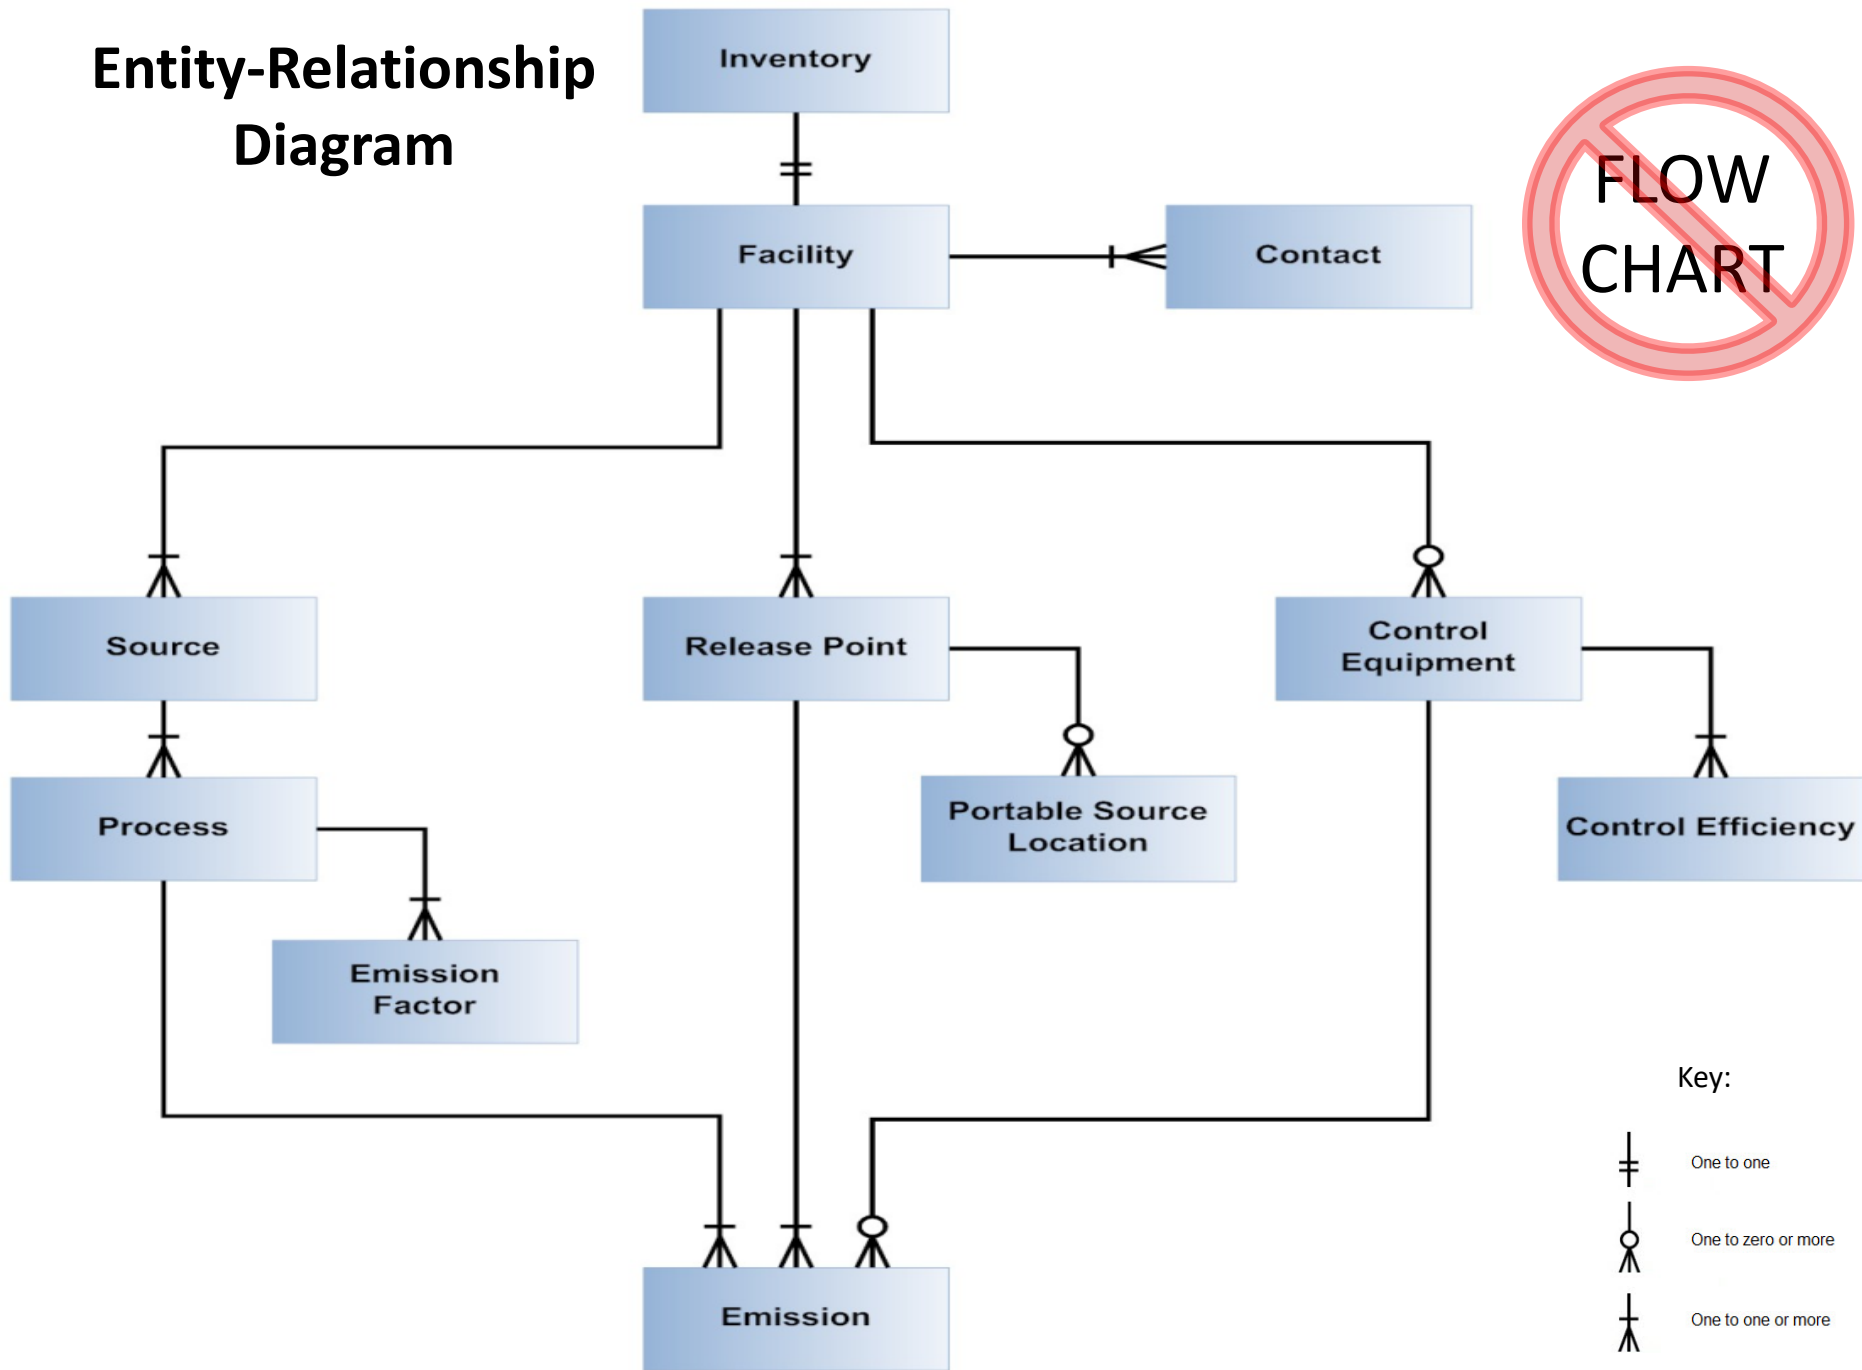 Entity-Relationship
Diagram
Inventory
FLOW
CHART
Facility
Contact
Source
Release Point
Control
Equipment
Process
Portable Source
Location
Control Efficiency
Emission
Factor
Key:
One to one
One to zero or more
One to one or more
Emission